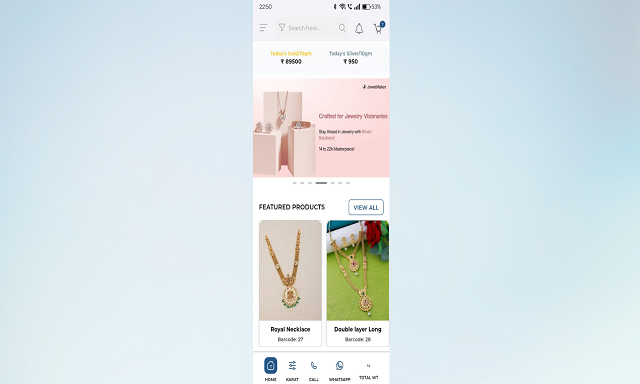 22:50
53%
Search here...
1
Today's Gold/10gm
Today's Silver/10gm
₹ 89500
₹ 950
JewelMaker
Crafted for Jewelry Visionaries
Stay Ahead in Jewelry with Smart
Solutions!
14 to 22k Masterpiece!
FEATURED PRODUCTS
VIEW ALL
Royal Necklace
Double layer Long
Barcode: 27
Barcode: 28
HOME
KARAT
CALL
WHATSAPP
TOTAL WT